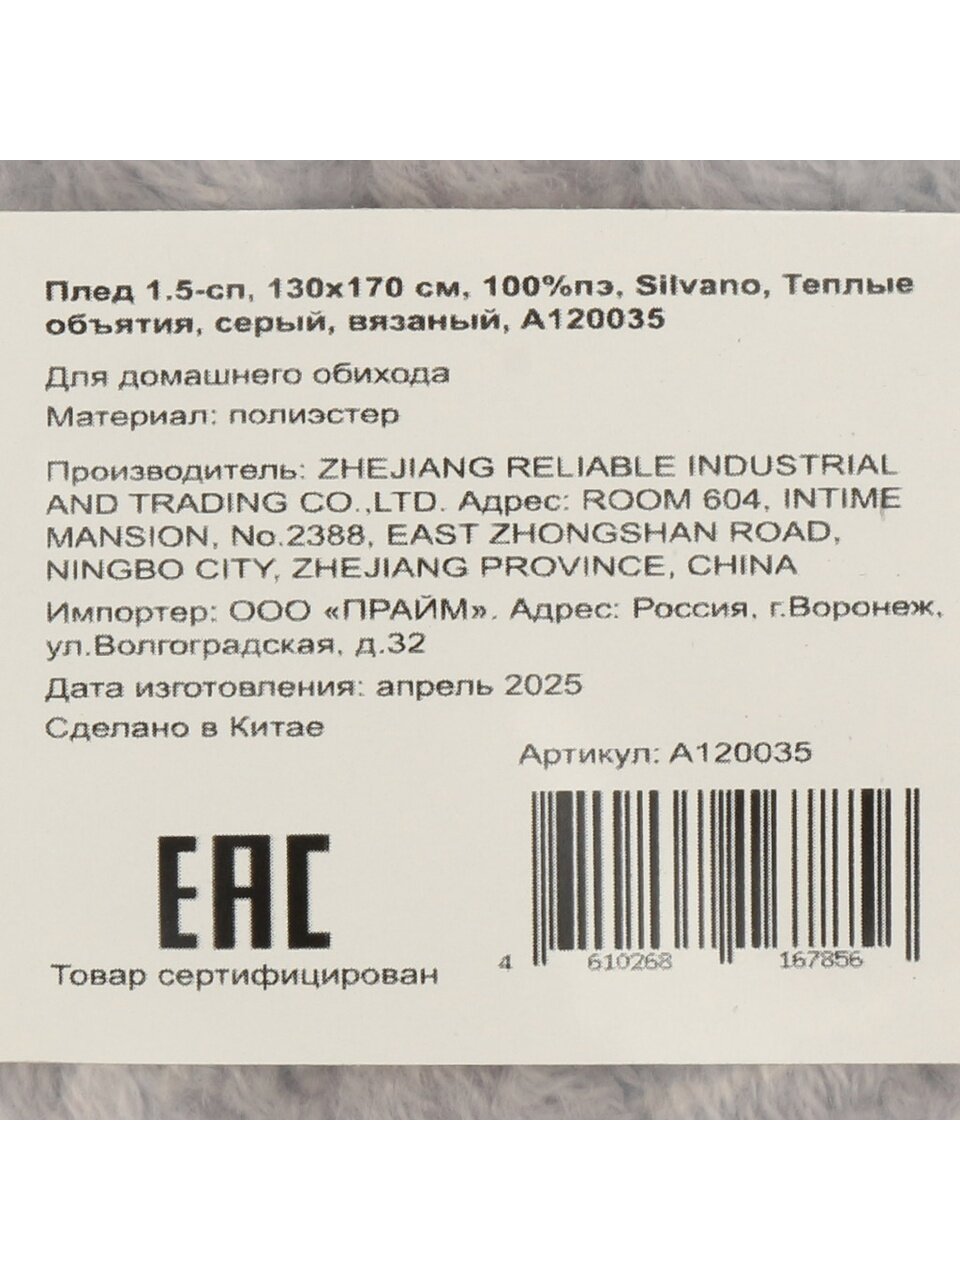 Плед 1.5-сп, 130x170 см, 100%пэ, Silvano, Теплые
объятия, серый, вязаный, A120035
Для домашнего обихода
Материал: полиэстер
Производитель: ZHEJIANG RELIABLE INDUSTRIAL
AND TRADING CO.,LTD. Адрес: ROOM 604, INTIME
MANSION, No.2388, EAST ZHONGSHAN ROAD,
NINGBO CITY, ZHEJIANG PROVINCE, CHINA
Импортер: ООО «ПРАЙМ». Адрес: Россия, г.Воронеж,
ул.Волгоградская, д.32
Дата изготовления: апрель 2025
Сделано в Китае
Артикул: A120035
EAC
Товар сертифицирован
4 610268 167856